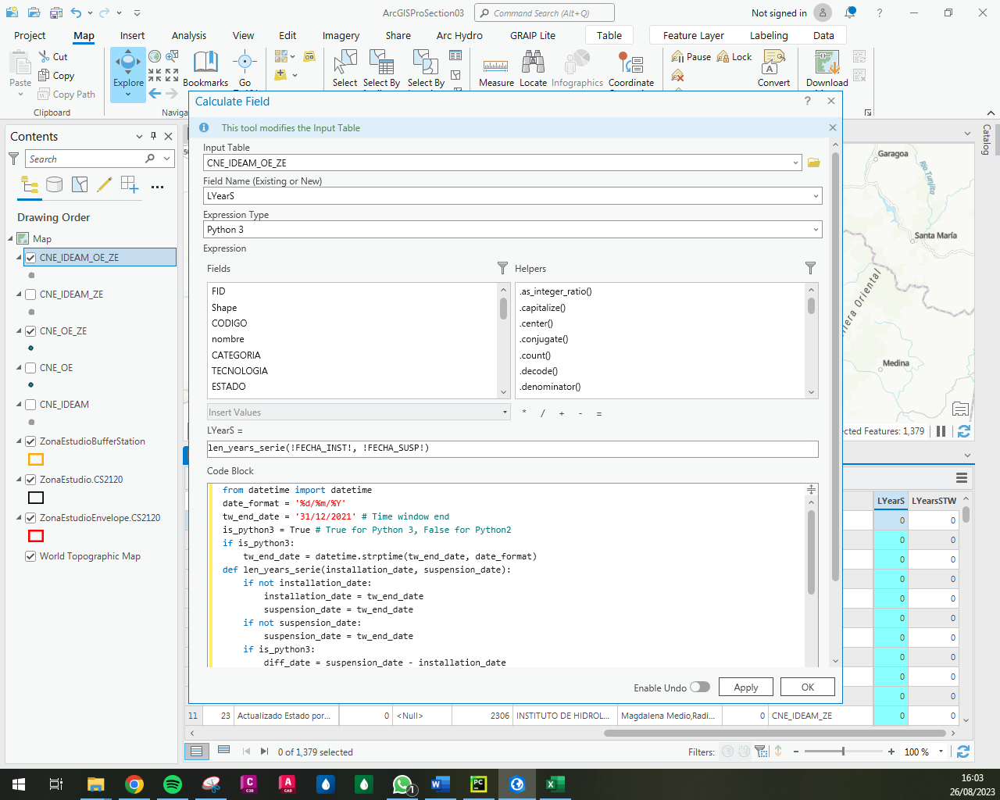 ArcGISProSection03
Command Search (Alt+Q)
Not signed in
?
Project
Map
Insert
Analysis
View
Edit
Imagery
Share
Arc Hydro
GRAIP Lite
Table
Feature Layer
Labeling
Data
Paste
Cut
Copy
Copy Path
Clipboard
Explore
Bookmarks
Go
Select
Select By
Select By
Measure
Locate
Infographics
Coordinate
Pause
Lock
Convert
Download
Calculate Field
?
This tool modifies the Input Table
Input Table
CNE_IDEAM_OE_ZE
Field Name (Existing or New)
LYearS
Expression Type
Python 3
Expression
Fields
FID
Shape
CODIGO
nombre
CATEGORIA
TECNOLOGIA
ESTADO
Helpers
.as_integer_ratio()
.capitalize()
.center()
.conjugate()
.count()
.decode()
.denominator()
Insert Values
* / + - =
LYearS =
len_years_serie(!FECHA_INST!, !FECHA_SUSP!)
Code Block
from datetime import datetime
date_format = '%d/%m/%Y'
tw_end_date = '31/12/2021' # Time window end
is_python3 = True # True for Python 3, False for Python2
if is_python3:
    tw_end_date = datetime.strptime(tw_end_date, date_format)
def len_years_serie(installation_date, suspension_date):
    if not installation_date:
        installation_date = tw_end_date
        suspension_date = tw_end_date
    if not suspension_date:
        suspension_date = tw_end_date
    if is_python3:
        diff_date = suspension_date - installation_date
Enable Undo
Apply
OK
Contents
Search
Drawing Order
Map
CNE_IDEAM_OE_ZE
CNE_IDEAM_ZE
CNE_OE_ZE
CNE_OE
CNE_IDEAM
ZonaEstudioBufferStation
ZonaEstudio.CS2120
ZonaEstudioEnvelope.CS2120
World Topographic Map
Catalog
Garagoa
Río Tunjita
Santa María
Oriental
Medina
Features: 1,379
LYearS LYearsSTW
0 0
0 0
0 0
0 0
0 0
0 0
0 0
0 0
0 0
0 0
11 23 Actualizado Estado por... 0 <Null> 2306 INSTITUTO DE HIDROL... Magdalena Medio,Radi... 0 CNE_IDEAM_ZE 0 0
0 of 1,379 selected
Filters:
- + 100 %
16:03
26/08/2023